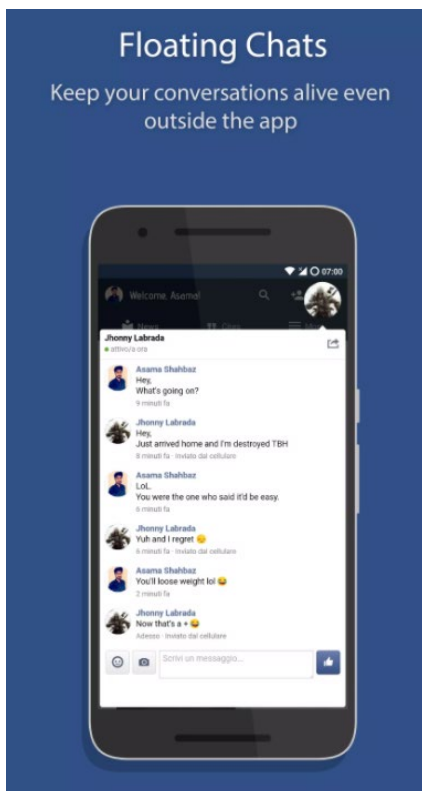 Floating Chats
Keep your conversations alive even
outside the app
07:00
Welcome, Asama!
News
Jhonny Labrada
attivo/a ora
Asama Shahbaz
Hey,
What's going on?
9 minuti fa
Jhonny Labrada
Hey,
Just arrived home and I'm destroyed TBH
8 minuti fa · Inviato dal cellulare
Asama Shahbaz
LoL.
You were the one who said it'd be easy.
6 minuti fa
Jhonny Labrada
Yuh and I regret 😞
6 minuti fa · Inviato dal cellulare
Asama Shahbaz
You'll loose weight lol 😂
2 minuti fa
Jhonny Labrada
Now that's a + 😂
Adesso · Inviato dal cellulare
Scrivi un messaggio...